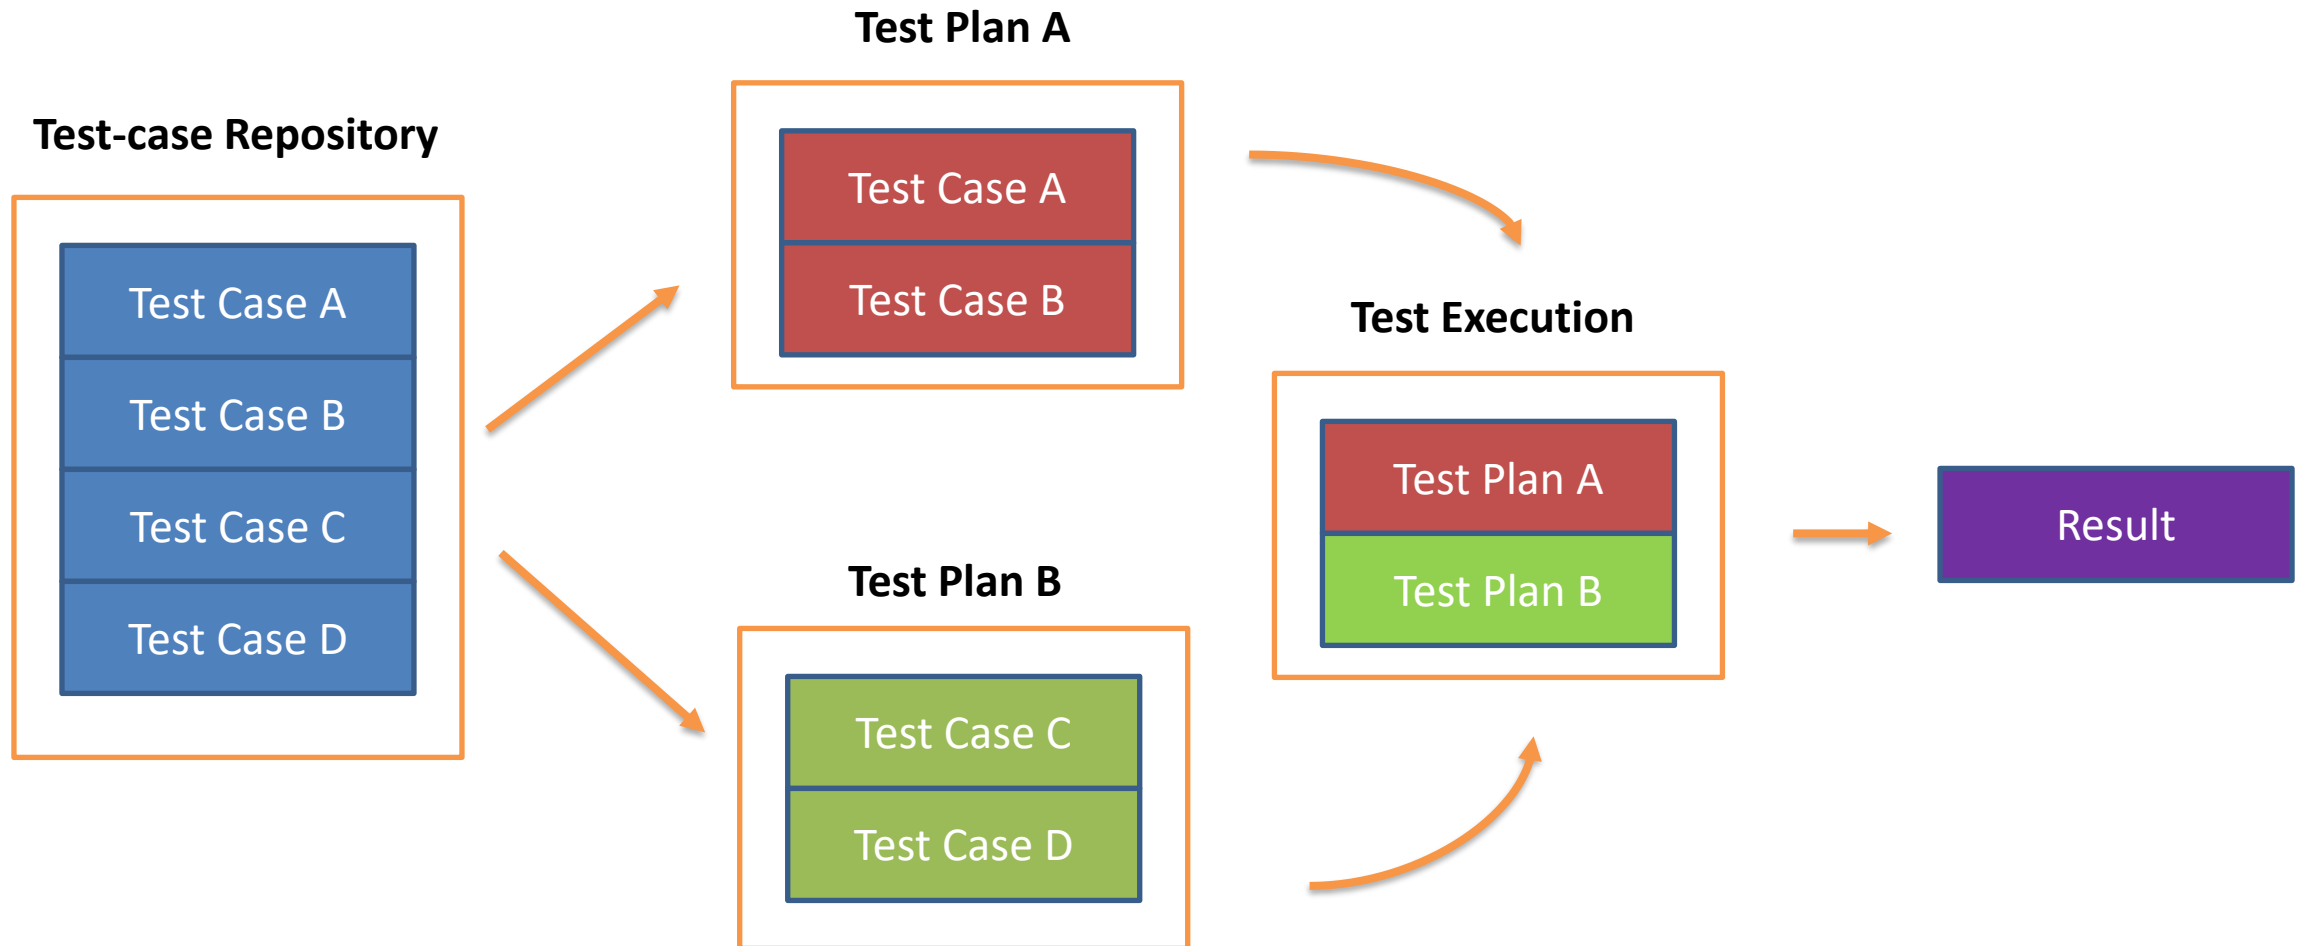 Test-case Repository
Test Case A
Test Case B
Test Case C
Test Case D
Test Plan A
Test Case A
Test Case B
Test Plan B
Test Case C
Test Case D
Test Execution
Test Plan A
Test Plan B
Result